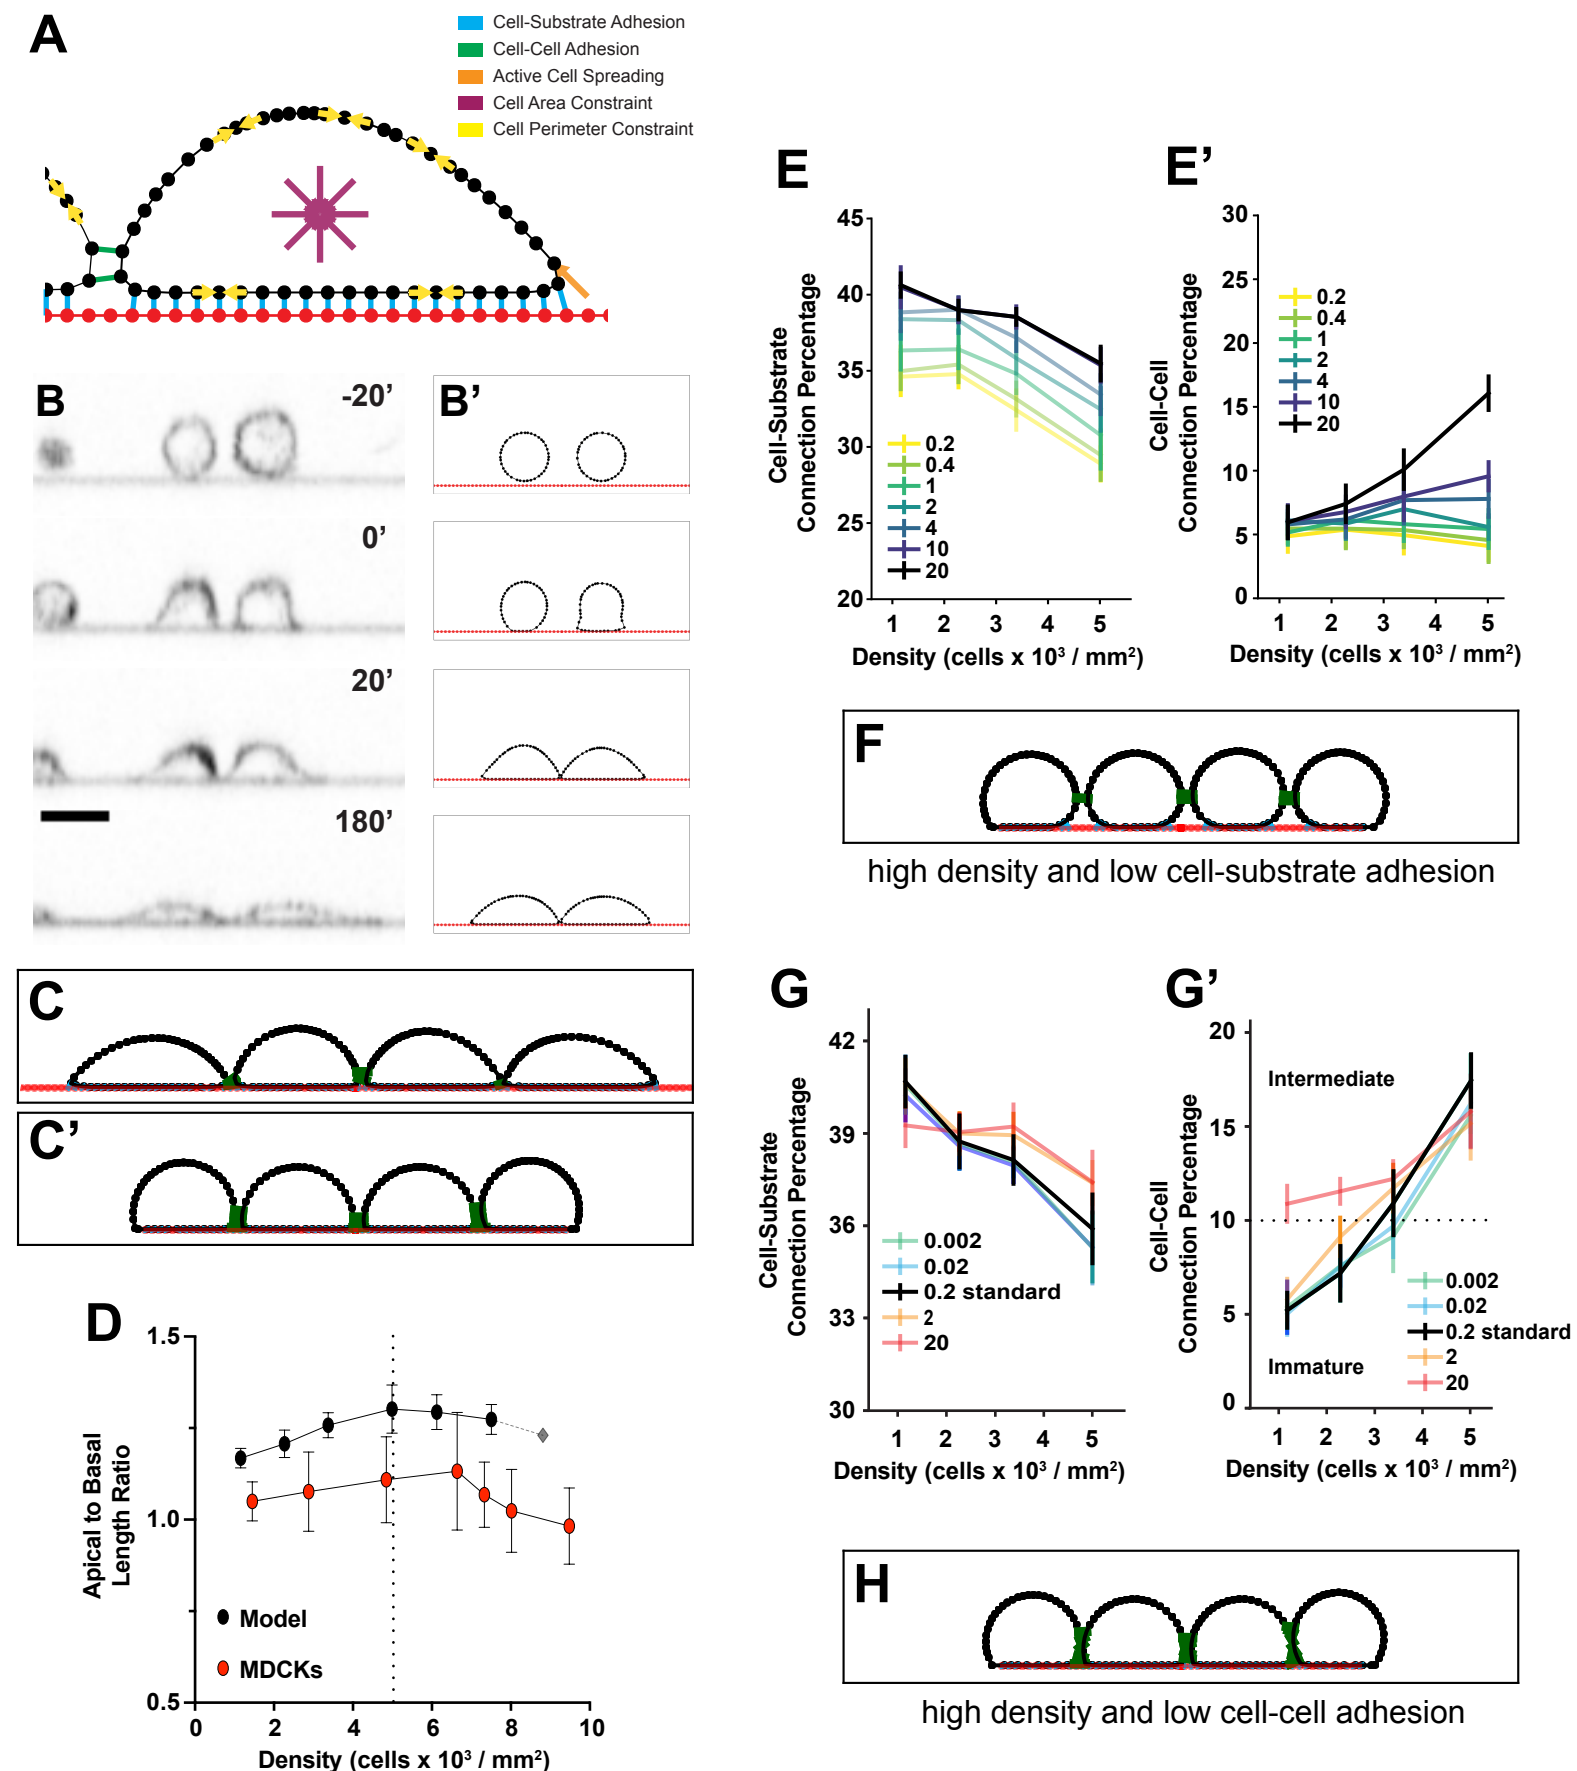 A
Cell-Substrate Adhesion
Cell-Cell Adhesion
Active Cell Spreading
Cell Area Constraint
Cell Perimeter Constraint
B
-20’
0’
20’
180’
B’
C
C’
D
1.5
1.0
0.5
Apical to Basal
Length Ratio
Model
MDCKs
0 2 4 6 8 10
Density (cells x 10³ / mm²)
E
45
40
35
30
25
20
Cell-Substrate
Connection Percentage
0.2
0.4
1
2
4
10
20
1 2 3 4 5
Density (cells x 10³ / mm²)
E’
30
25
20
15
10
5
0
Cell-Cell
Connection Percentage
0.2
0.4
1
2
4
10
20
1 2 3 4 5
Density (cells x 10³ / mm²)
F
high density and low cell-substrate adhesion
G
42
39
36
33
30
Cell-Substrate
Connection Percentage
0.002
0.02
0.2 standard
2
20
1 2 3 4 5
Density (cells x 10³ / mm²)
G’
20
15
10
5
0
Cell-Cell
Connection Percentage
Intermediate
Immature
0.002
0.02
0.2 standard
2
20
1 2 3 4 5
Density (cells x 10³ / mm²)
H
high density and low cell-cell adhesion